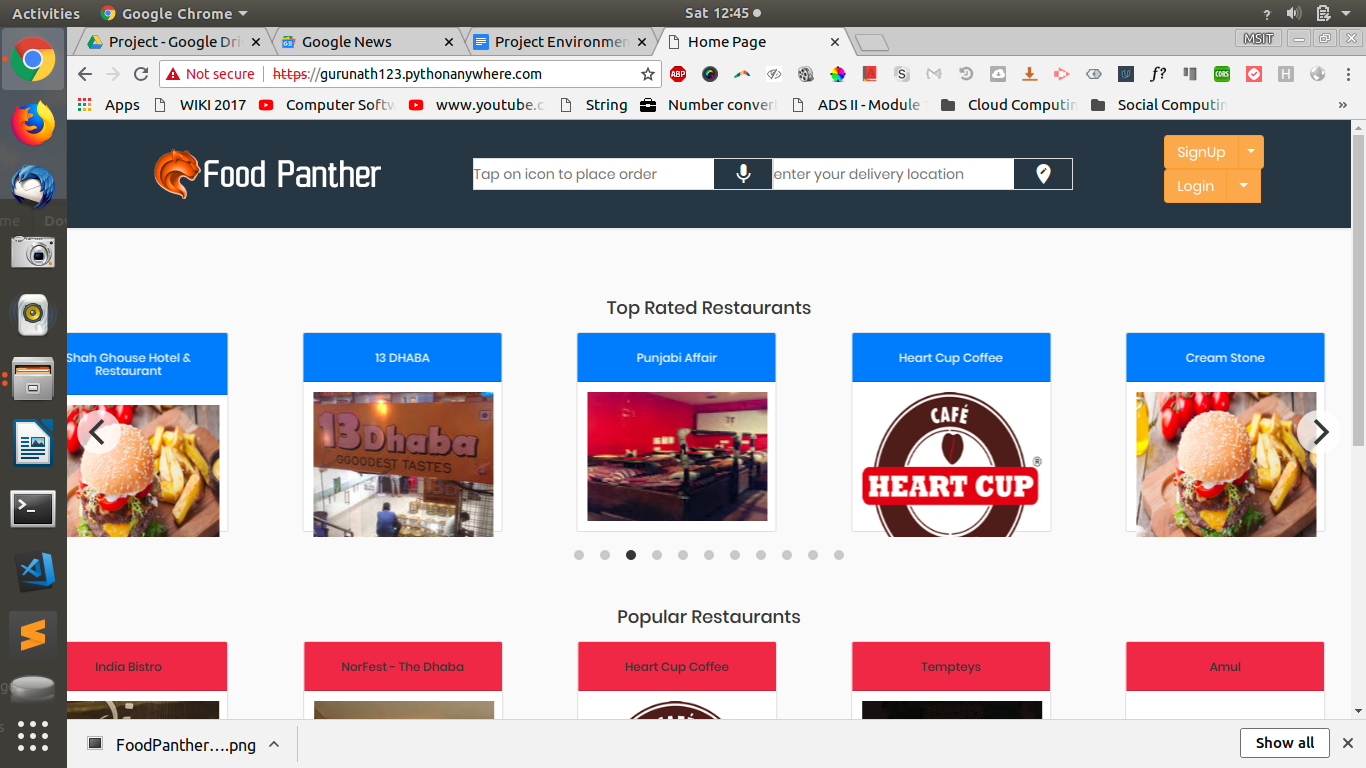 Activities Google Chrome Sat 12:45
Project - Google Dri Google News Project Environmen Home Page MSIT
Not secure https://gurunath123.pythonanywhere.com
Apps WIKI 2017 Computer Softw www.youtube.c String Number conver ADS II - Module Cloud Computin Social Computin »
Food Panther
Tap on icon to place order
enter your delivery location
SignUp
Login
Top Rated Restaurants
Shah Ghouse Hotel &
Restaurant
13 DHABA
13 Dhaba
GGOODEST TASTES
Punjabi Affair
Heart Cup Coffee
CAFÉ
HEART CUP ®
Cream Stone
Popular Restaurants
India Bistro
NorFest - The Dhaba
Heart Cup Coffee
Tempteys
Amul
FoodPanther....png
Show all